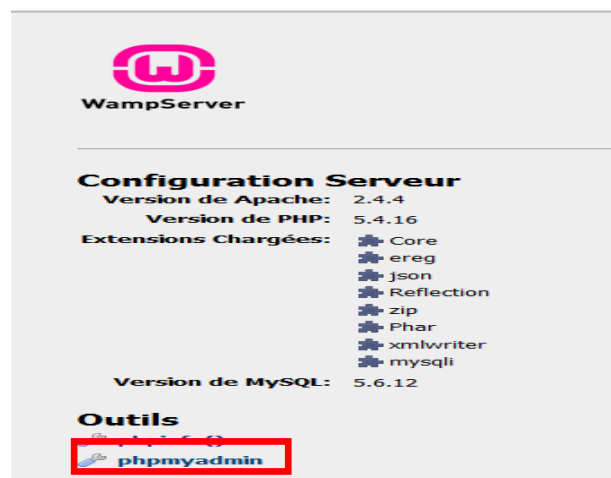 WampServer
Configuration Serveur
Version de Apache: 2.4.4
Version de PHP: 5.4.16
Extensions Chargées: Core
ereg
json
Reflection
zip
Phar
xmlwriter
mysqli
Version de MySQL: 5.6.12
Outils
phpmyadmin